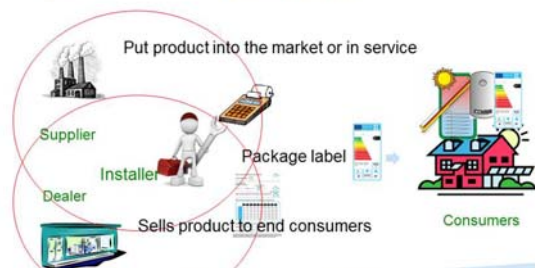 Put product into the market or in service
Supplier
Installer
Package label
Dealer
Sells product to end consumers
Consumers